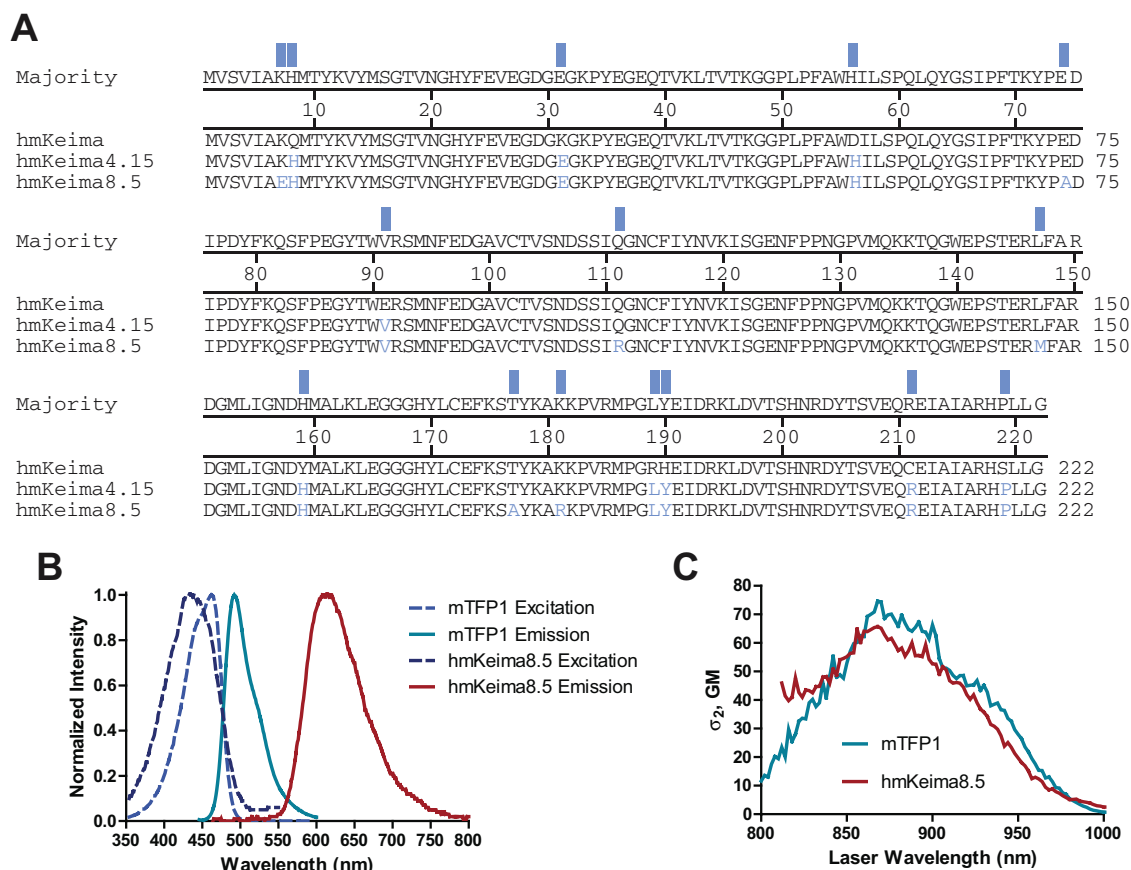 A
Majority MVSVIAKHMTYKVYMSGTVNGHYFEVEGDGEGKPYEGEQTVKLTVTKGGPLPFAWHILSPQLQYGSIPFTKYPED
10 20 30 40 50 60 70
hmKeima MVSVIAKQMTYKVYMSGTVNGHYFEVEGDGKGKPYEGEQTVKLTVTKGGPLPFAWDILSPQLQYGSIPFTKYPED 75
hmKeima4.15 MVSVIAKHMTYKVYMSGTVNGHYFEVEGDGEGKPYEGEQTVKLTVTKGGPLPFAWHILSPQLQYGSIPFTKYPED 75
hmKeima8.5 MVSVIAEHMTYKVYMSGTVNGHYFEVEGDGEGKPYEGEQTVKLTVTKGGPLPFAWHILSPQLQYGSIPFTKYPAD 75
Majority IPDYFKQSFPEGYTWVRSMNFEDGAVCTVSNDSSIQGNCFIYNVKISGENFPPNGPVMQKKTQGWEPSTERLFAR
80 90 100 110 120 130 140 150
hmKeima IPDYFKQSFPEGYTWERSMNFEDGAVCTVSNDSSIQGNCFIYNVKISGENFPPNGPVMQKKTQGWEPSTERLFAR 150
hmKeima4.15 IPDYFKQSFPEGYTWVRSMNFEDGAVCTVSNDSSIQGNCFIYNVKISGENFPPNGPVMQKKTQGWEPSTERLFAR 150
hmKeima8.5 IPDYFKQSFPEGYTWVRSMNFEDGAVCTVSNDSSIRGNCFIYNVKISGENFPPNGPVMQKKTQGWEPSTERMFAR 150
Majority DGMLIGNDHMALKLEGGGHYLCEFKSTYKAKKPVRMPGLYEIDRKLDVTSHNRDYTSVEQREIAIARHPLLG
160 170 180 190 200 210 220
hmKeima DGMLIGNDYMALKLEGGGHYLCEFKSTYKAKKPVRMPGRHEIDRKLDVTSHNRDYTSVEQCEIAIARHSLLG 222
hmKeima4.15 DGMLIGNDHMALKLEGGGHYLCEFKSTYKAKKPVRMPGLYEIDRKLDVTSHNRDYTSVEQREIAIARHPLLG 222
hmKeima8.5 DGMLIGNDHMALKLEGGGHYLCEFKSAYKARKPVRMPGLYEIDRKLDVTSHNRDYTSVEQREIAIARHPLLG 222
B
Normalized Intensity
1.0
0.8
0.6
0.4
0.2
0.0
350 400 450 500 550 600 650 700 750 800
Wavelength (nm)
mTFP1 Excitation
mTFP1 Emission
hmKeima8.5 Excitation
hmKeima8.5 Emission
C
σ2, GM
80
70
60
50
40
30
20
10
0
800 850 900 950 1000
Laser Wavelength (nm)
mTFP1
hmKeima8.5